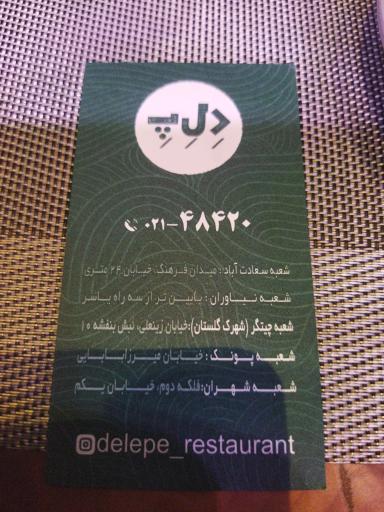 دِلِ پِ
۰۲۱-۴۸۴۲۰
شعبه سعادت آباد : میدان فرهنگ خیابان ۲۴ متری
شعبه نیاوران : پایین تر از سه راه یاسر
شعبه چیتگر (شهرک گلستان):خیابان زینعلی، نبش بنفشه ۱۰
شعبه پونک : خیابان میرزابابایی
شعبه شهران:فلکه دوم، خیابان یکم
delepe_restaurant